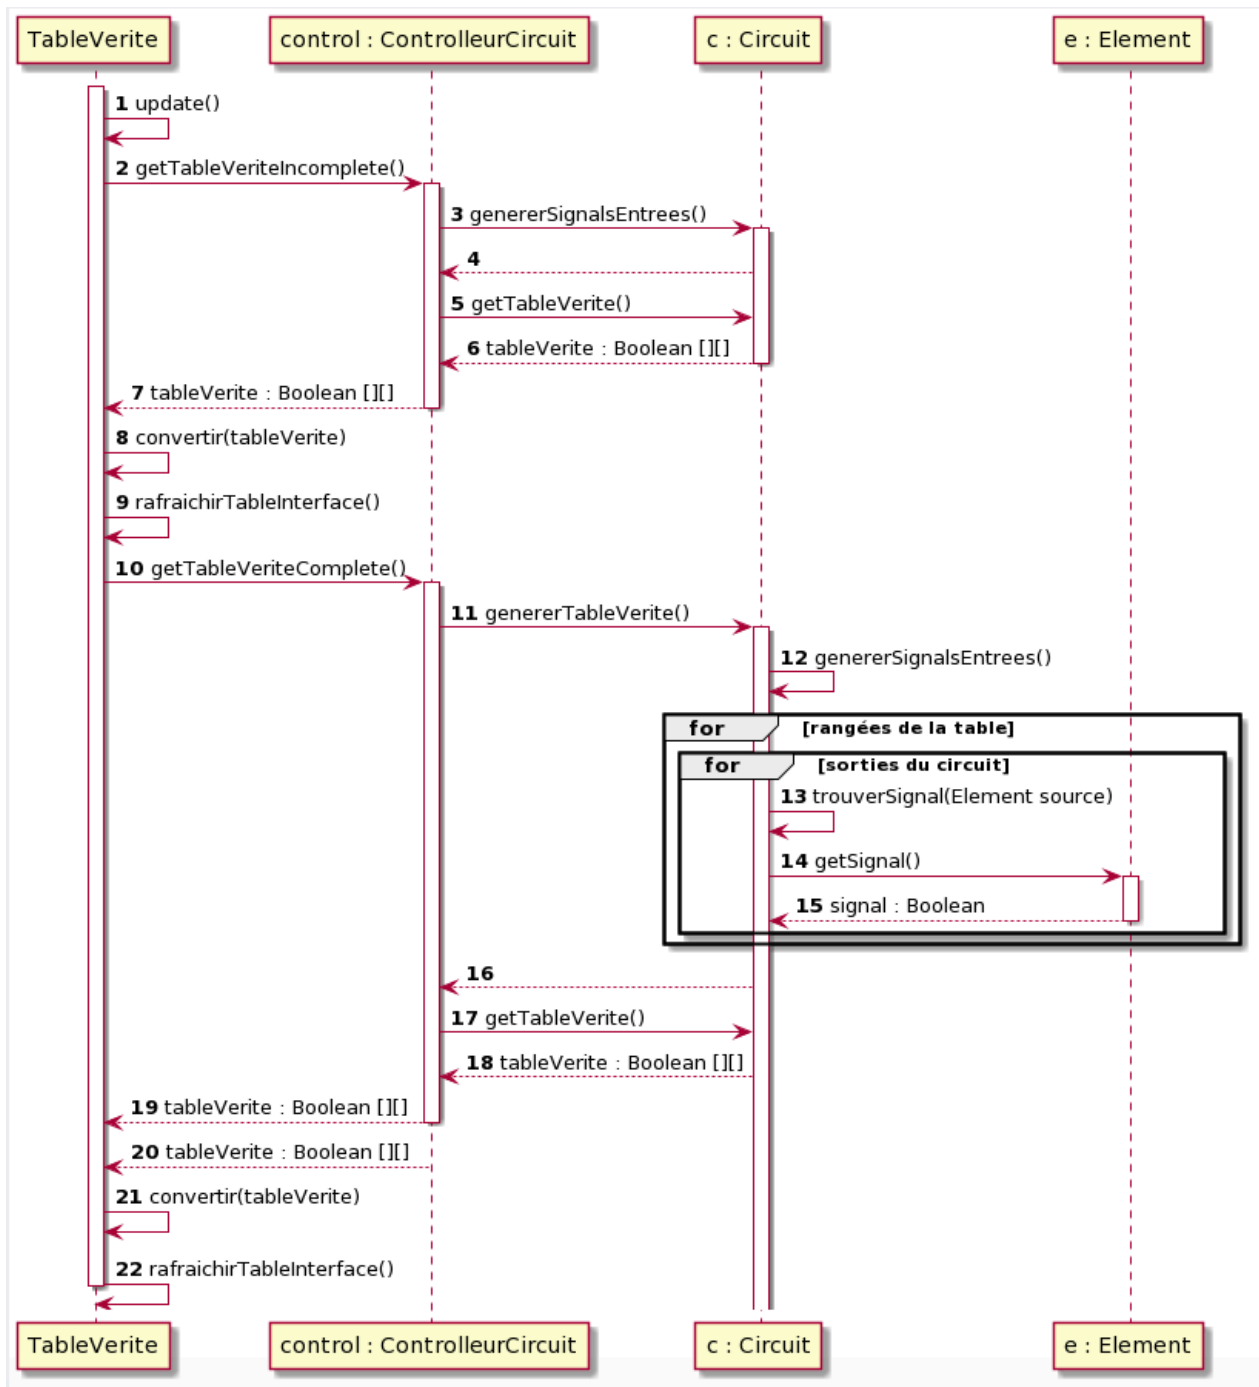 TableVerite
control : ControlleurCircuit
c : Circuit
e : Element
1 update()
2 getTableVeriteIncomplete()
3 genererSignalsEntrees()
4
5 getTableVerite()
6 tableVerite : Boolean [][]
7 tableVerite : Boolean [][]
8 convertir(tableVerite)
9 rafraichirTableInterface()
10 getTableVeriteComplete()
11 genererTableVerite()
12 genererSignalsEntrees()
for [rangées de la table]
for [sorties du circuit]
13 trouverSignal(Element source)
14 getSignal()
15 signal : Boolean
16
17 getTableVerite()
18 tableVerite : Boolean [][]
19 tableVerite : Boolean [][]
20 tableVerite : Boolean [][]
21 convertir(tableVerite)
22 rafraichirTableInterface()
TableVerite
control : ControlleurCircuit
c : Circuit
e : Element